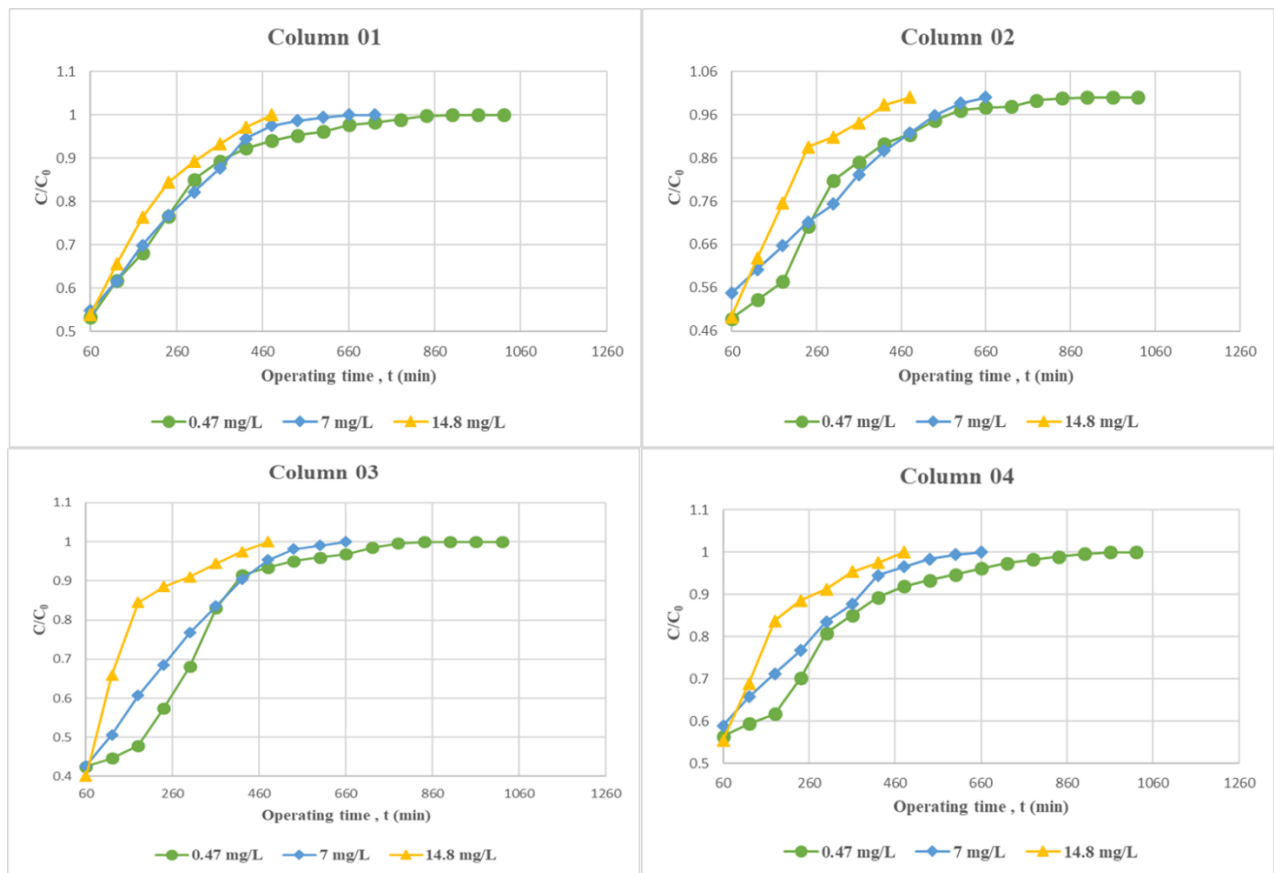 Column 01
1.1
1
0.9
0.8
0.7
0.6
0.5
C/C0
60 260 460 660 860 1060 1260
Operating time , t (min)
0.47 mg/L 7 mg/L 14.8 mg/L
Column 02
1.06
0.96
0.86
0.76
0.66
0.56
0.46
C/C0
60 260 460 660 860 1060 1260
Operating time , t (min)
0.47 mg/L 7 mg/L 14.8 mg/L
Column 03
1.1
1
0.9
0.8
0.7
0.6
0.5
0.4
C/C0
60 260 460 660 860 1060 1260
Operating time , t (min)
0.47 mg/L 7 mg/L 14.8 mg/L
Column 04
1.1
1
0.9
0.8
0.7
0.6
0.5
C/C0
60 260 460 660 860 1060 1260
Operating time , t (min)
0.47 mg/L 7 mg/L 14.8 mg/L